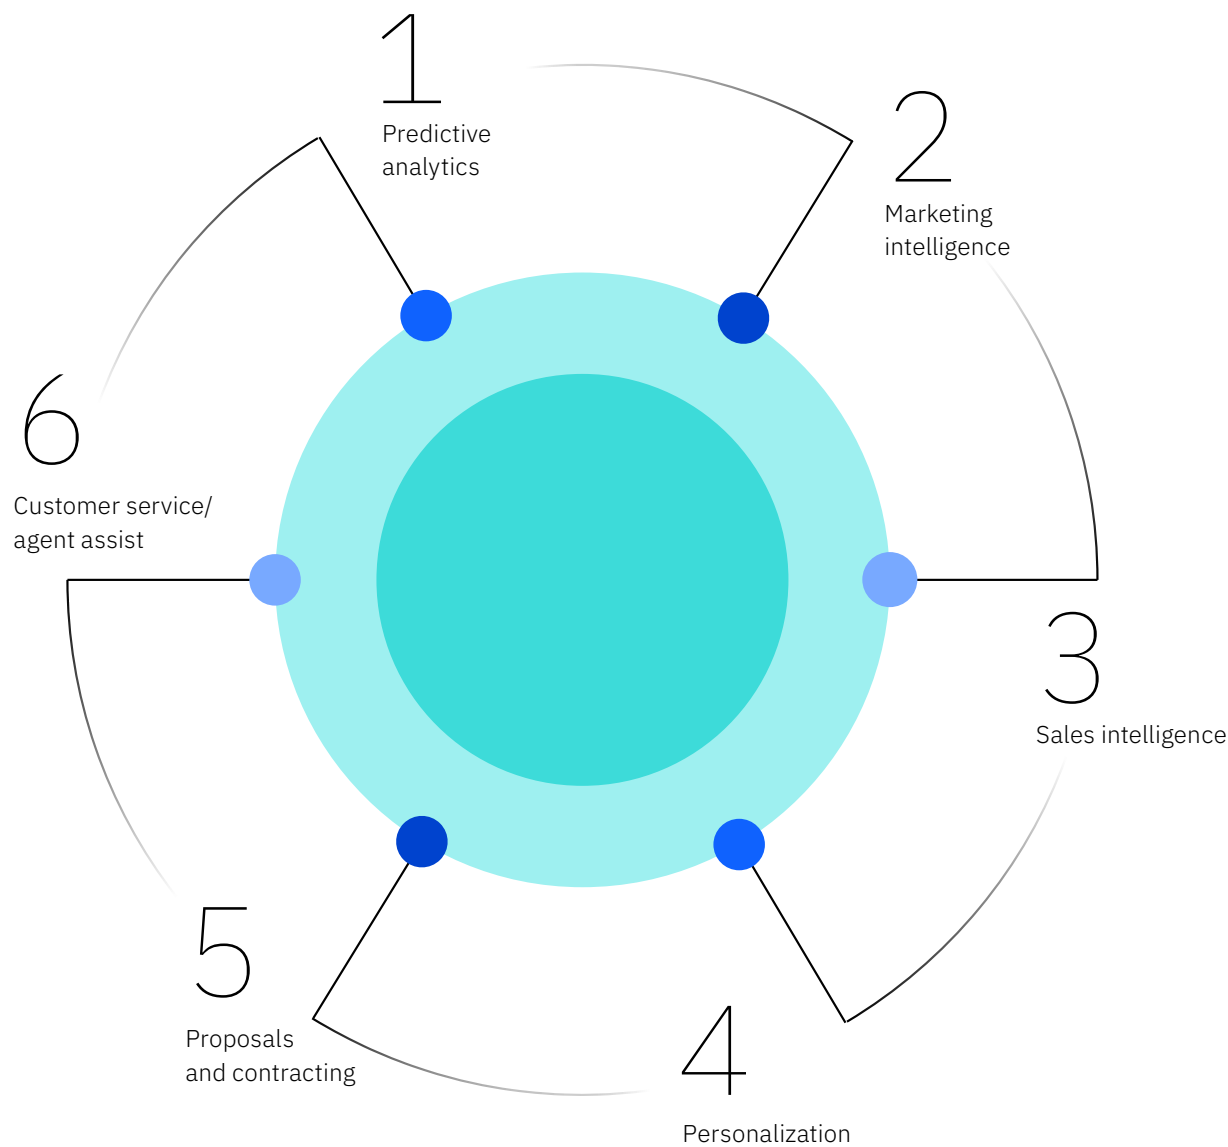 1
Predictive
analytics
2
Marketing
intelligence
3
Sales intelligence
4
Personalization
5
Proposals
and contracting
6
Customer service/
agent assist